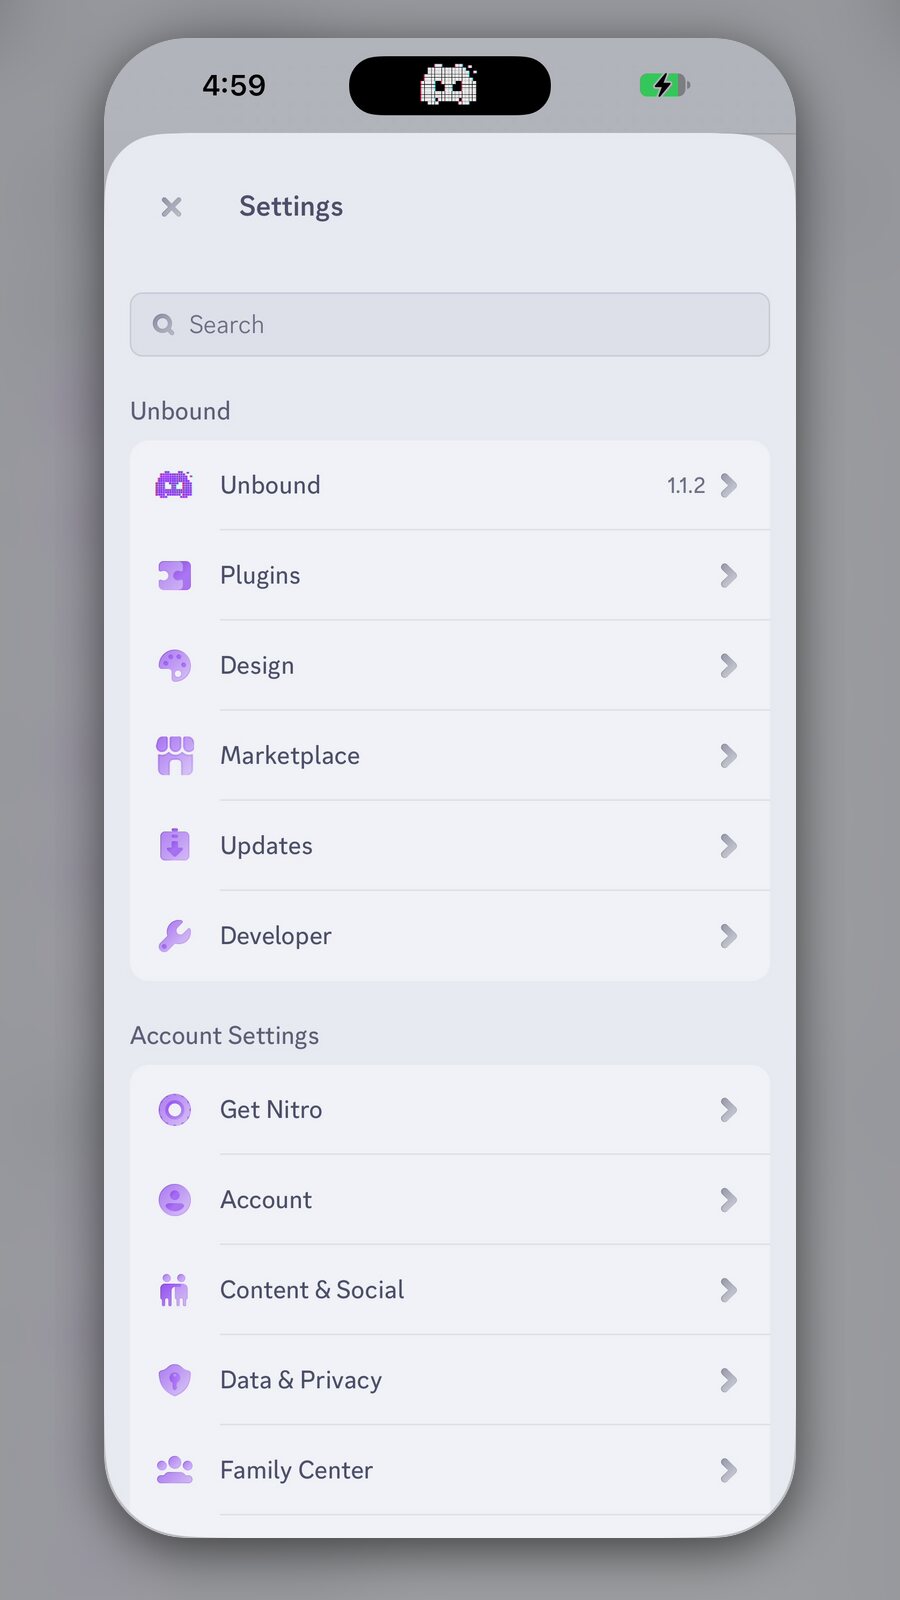 4:59
Settings
Search
Unbound
Unbound 1.1.2
Plugins
Design
Marketplace
Updates
Developer
Account Settings
Get Nitro
Account
Content & Social
Data & Privacy
Family Center